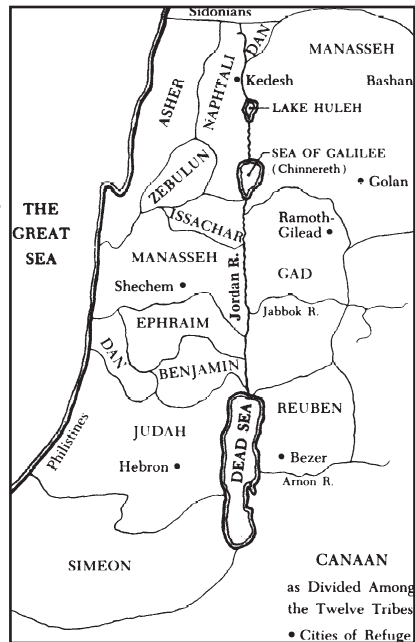 Sidonians
DAN
MANASSEH
Kedesh
Bashan
ASHER
NAPHTALI
LAKE HULEH
ZEBULUN
SEA OF GALILEE
(Chinnereth)
Golan
THE
GREAT
SEA
ISSACHAR
Ramoth-
Gilead
MANASSEH
Shechem
Jordan R.
GAD
EPHRAIM
Jabbok R.
DAN
BENJAMIN
REUBEN
JUDAH
DEAD SEA
Philistines
Hebron
Bezer
Arnon R.
SIMEON
CANAAN
as Divided Among
the Twelve Tribes
• Cities of Refuge